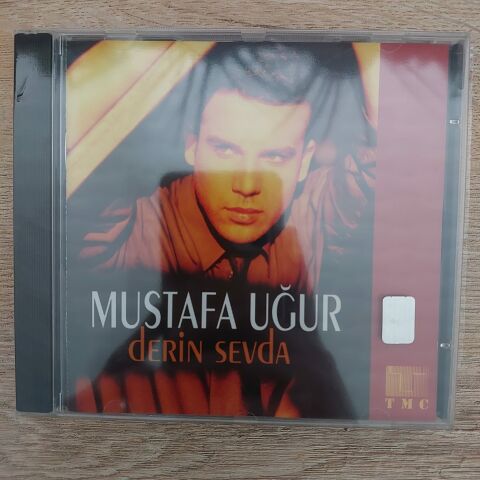 MUSTAFA UĞUR
derin sevda
TMC